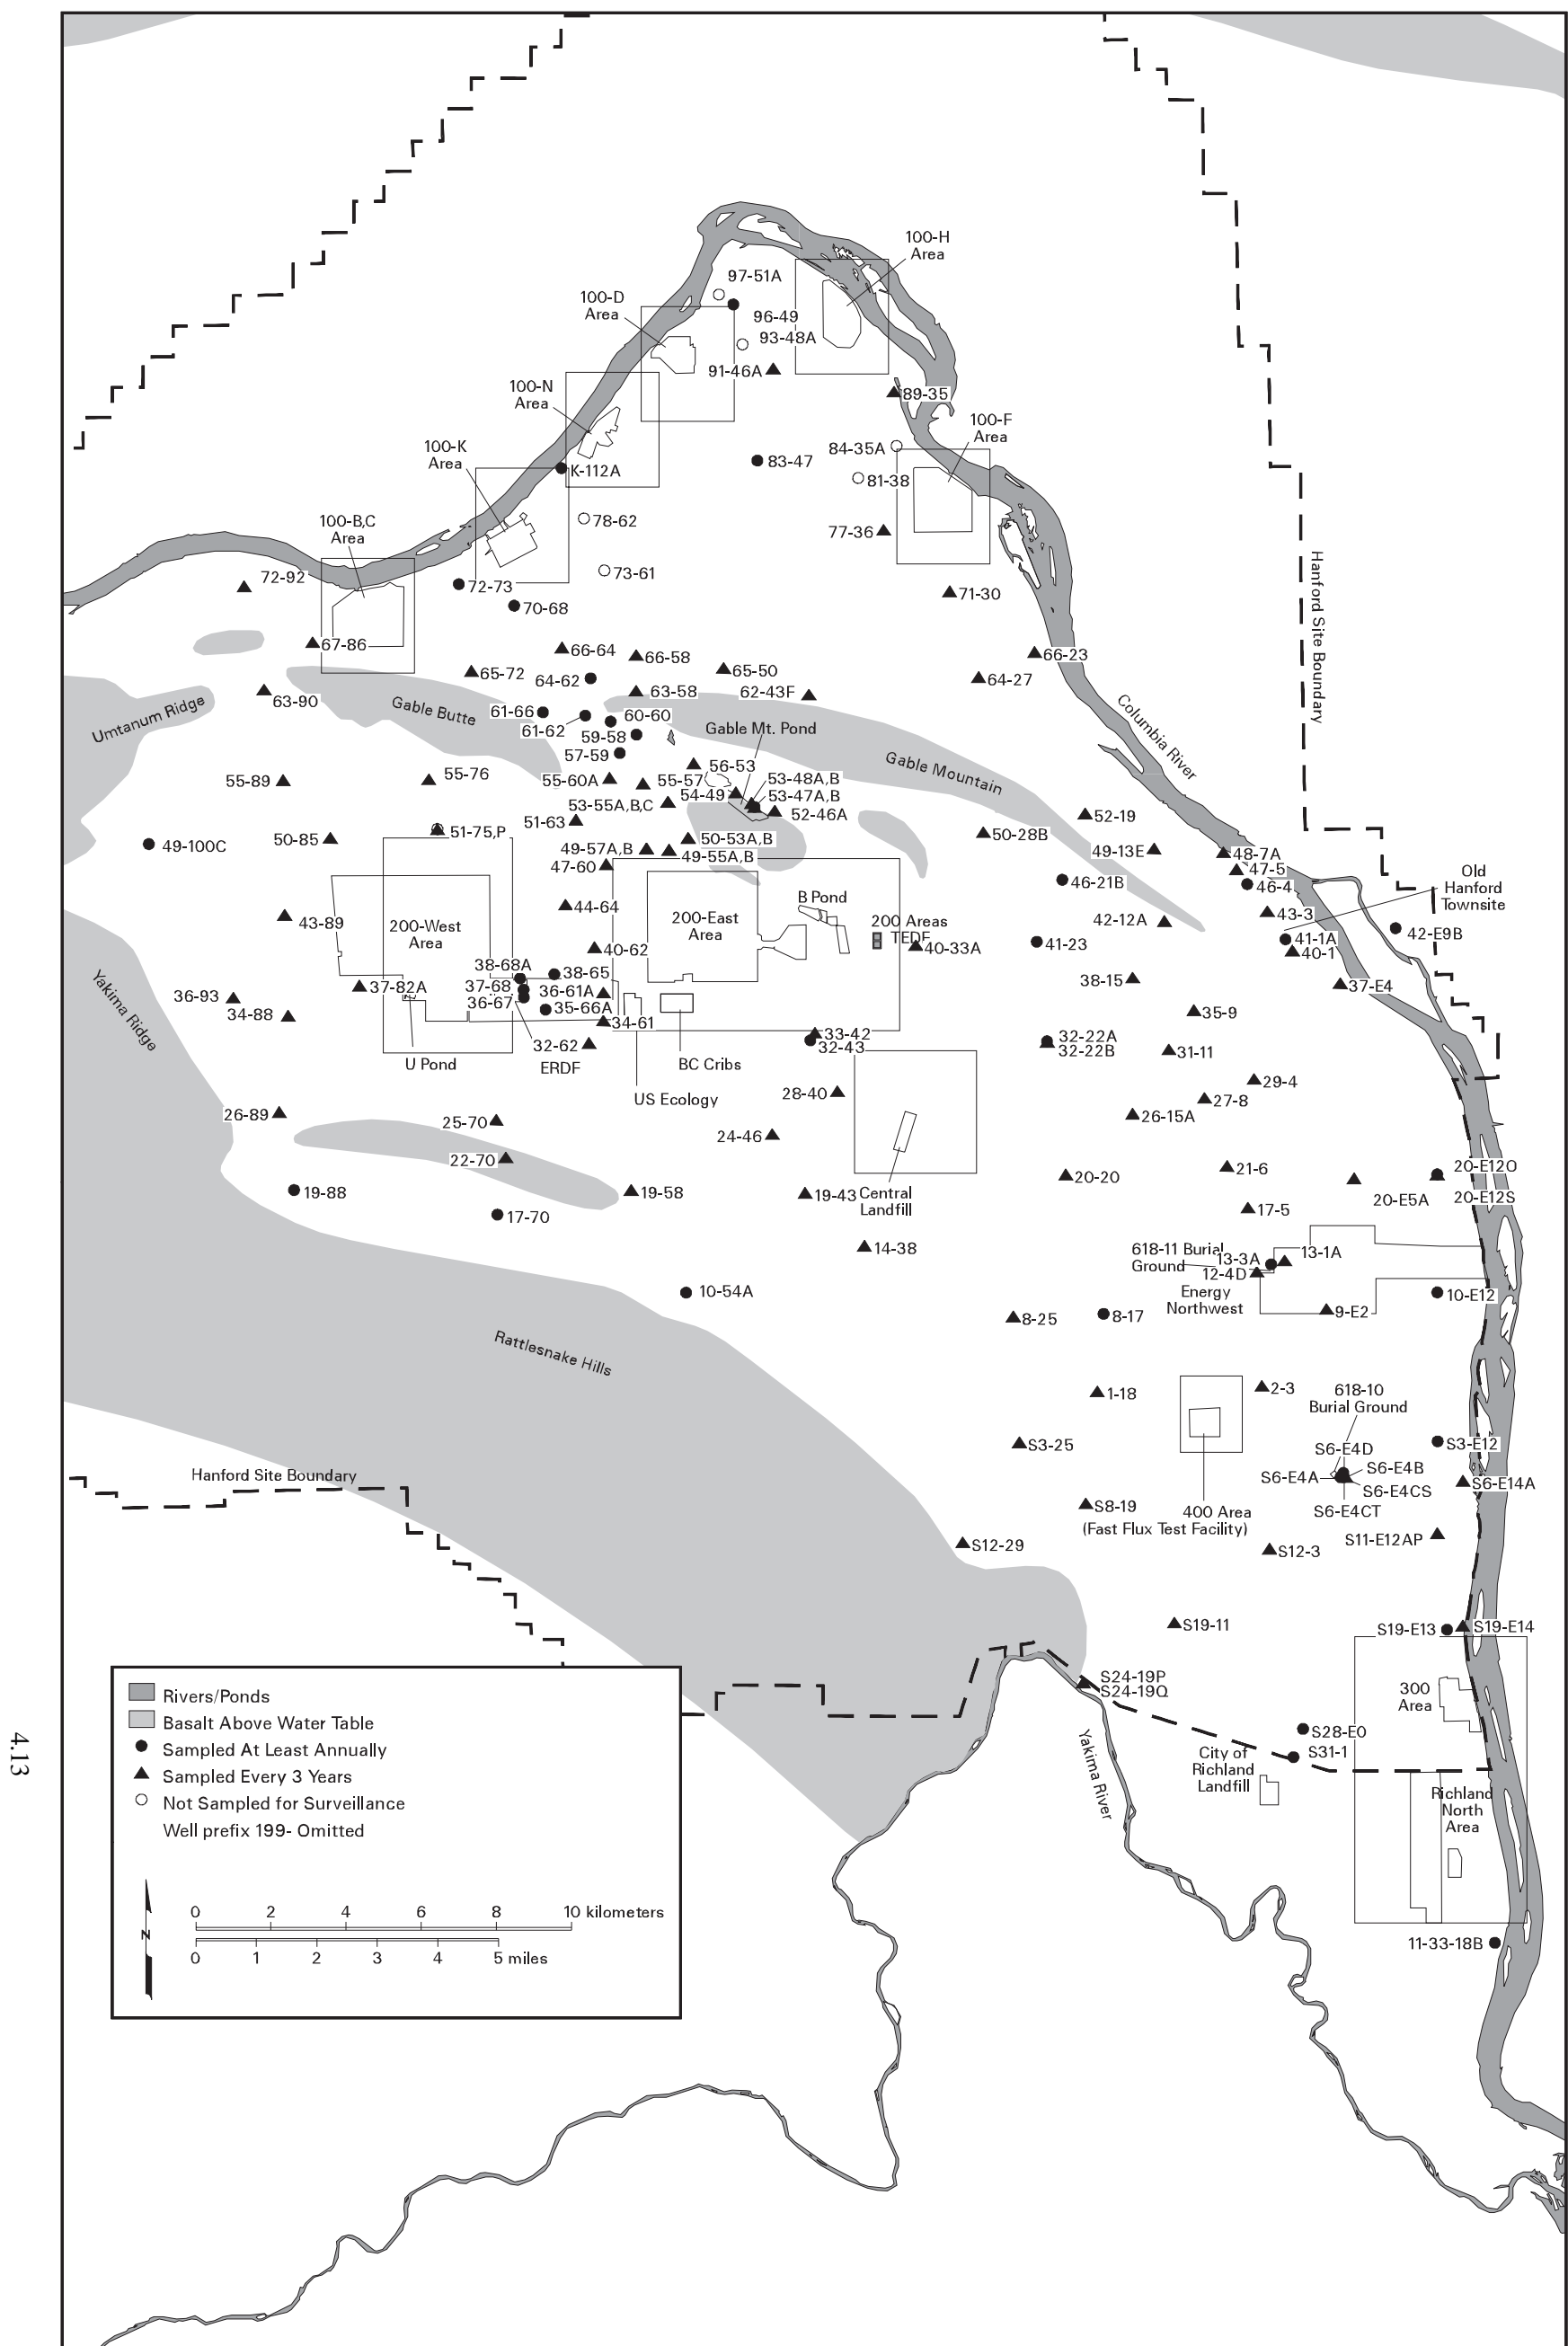 100-H
Area
97-51A
100-D
Area
96-49
93-48A
91-46A
100-N
Area
89-35
100-F
Area
100-K
Area
84-35A
83-47
K-112A
81-38
100-B,C
Area
78-62
77-36
72-92
73-61
72-73
71-30
70-68
Hanford Site Boundary
67-86
66-64
66-58
66-23
65-72
65-50
64-62
64-27
63-90
63-58
62-43F
Umtanum Ridge
Gable Butte
61-66
60-60
61-62
59-58
Gable Mt. Pond
Columbia River
57-59
Gable Mountain
56-53
55-89
55-76
55-60A
55-57
53-48A,B
54-49
53-47A,B
53-55A,B,C
52-46A
52-19
51-63
51-75,P
50-85
50-53A,B
50-28B
49-100C
49-57A,B
49-55A,B
49-13E
48-7A
47-60
47-5
46-21B
46-4
Old
Hanford
Townsite
44-64
B Pond
43-89
43-3
200-West
Area
200-East
Area
200 Areas
TEDF
42-12A
42-E9B
40-62
40-33A
41-23
41-1A
40-1
38-68A
38-65
38-15
Yakima Ridge
37-82A
37-68
36-61A
37-E4
36-93
36-67
35-66A
34-88
34-61
35-9
33-42
32-43
32-22A
32-22B
32-62
31-11
U Pond
ERDF
BC Cribs
29-4
US Ecology
28-40
27-8
26-89
25-70
26-15A
24-46
22-70
21-6
20-E12O
20-20
20-E5A
20-E12S
19-88
19-58
19-43
Central
Landfill
17-70
17-5
14-38
618-11 Burial
Ground
13-3A
13-1A
12-4D
Energy
Northwest
10-54A
10-E12
8-25
8-17
9-E2
Rattlesnake Hills
1-18
2-3
618-10
Burial Ground
S3-25
S3-E12
S6-E4D
S6-E4B
S6-E4A
S6-E4CS
S6-E14A
S6-E4CT
Hanford Site Boundary
S8-19
400 Area
(Fast Flux Test Facility)
S11-E12AP
S12-29
S12-3
S19-11
S19-E13
S19-E14
S24-19P
S24-19Q
300
Area
S28-E0
S31-1
City of
Richland
Landfill
Yakima River
Richland
North
Area
11-33-18B
Rivers/Ponds
Basalt Above Water Table
Sampled At Least Annually
Sampled Every 3 Years
Not Sampled for Surveillance
Well prefix 199- Omitted
N
0 2 4 6 8 10 kilometers
0 1 2 3 4 5 miles
4.13